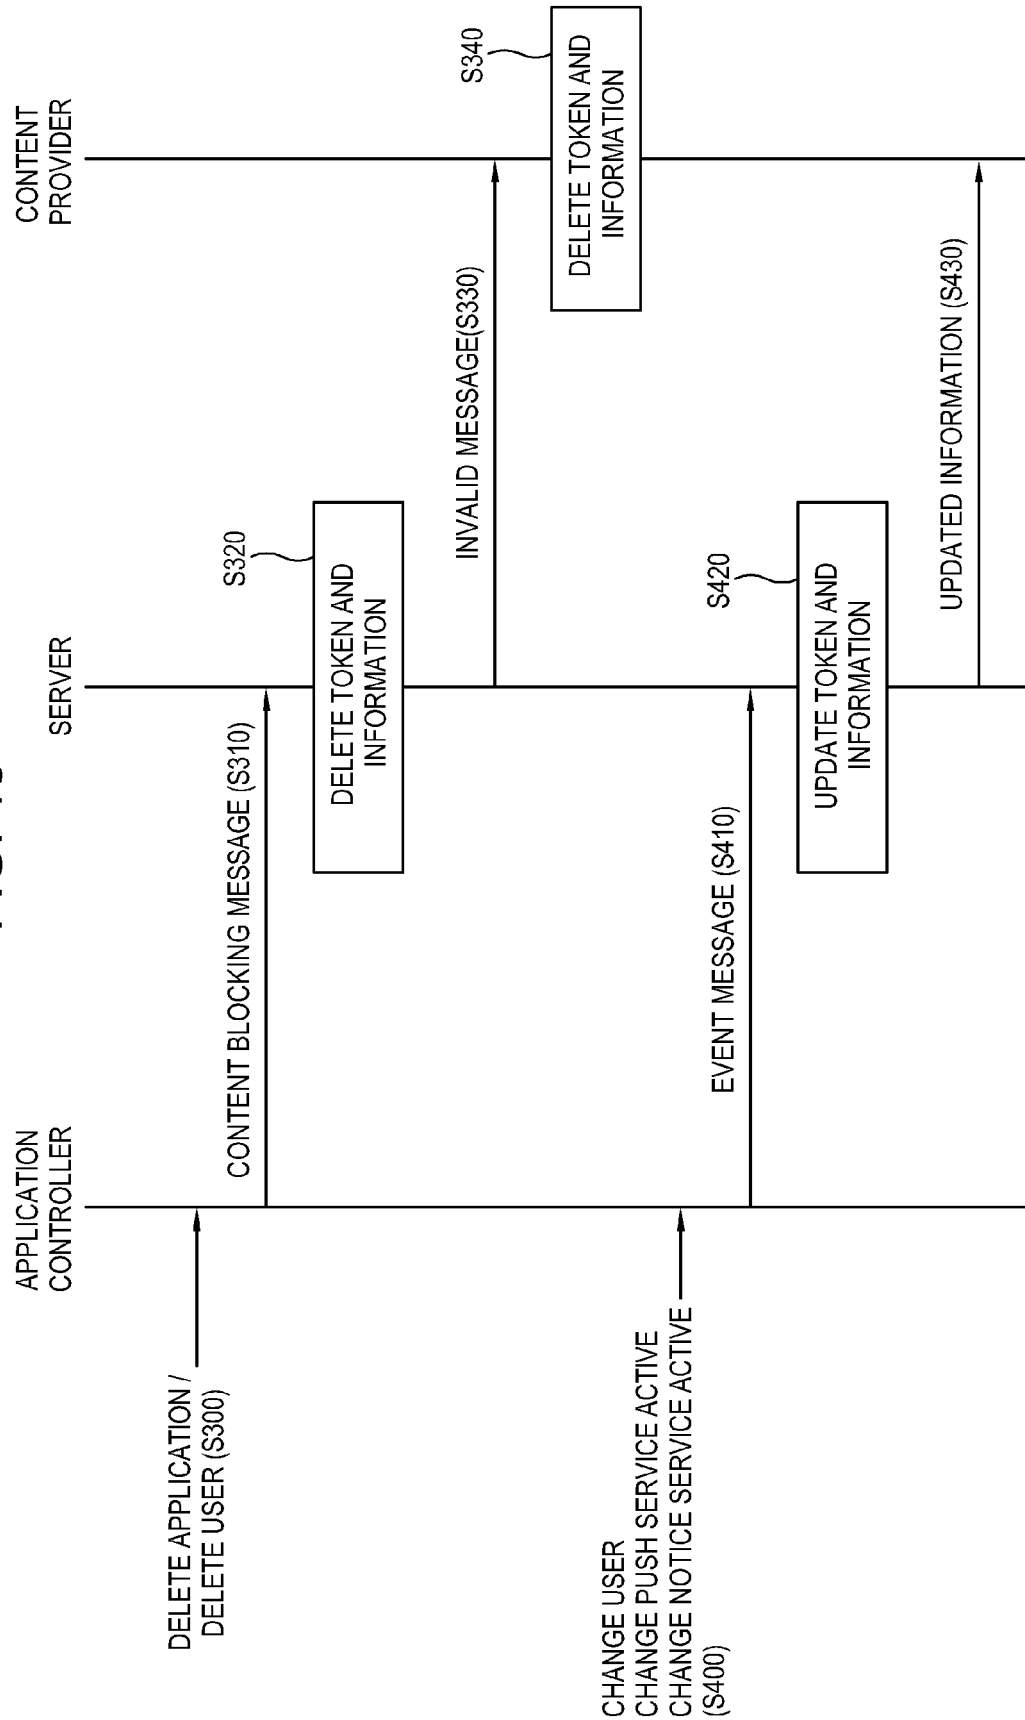 APPLICATION
CONTROLLER
SERVER
CONTENT
PROVIDER
DELETE APPLICATION /
DELETE USER (S300)
CONTENT BLOCKING MESSAGE (S310)
S320
DELETE TOKEN AND
INFORMATION
INVALID MESSAGE(S330)
S340
DELETE TOKEN AND
INFORMATION
CHANGE USER
CHANGE PUSH SERVICE ACTIVE
CHANGE NOTICE SERVICE ACTIVE
(S400)
EVENT MESSAGE (S410)
S420
UPDATE TOKEN AND
INFORMATION
UPDATED INFORMATION (S430)